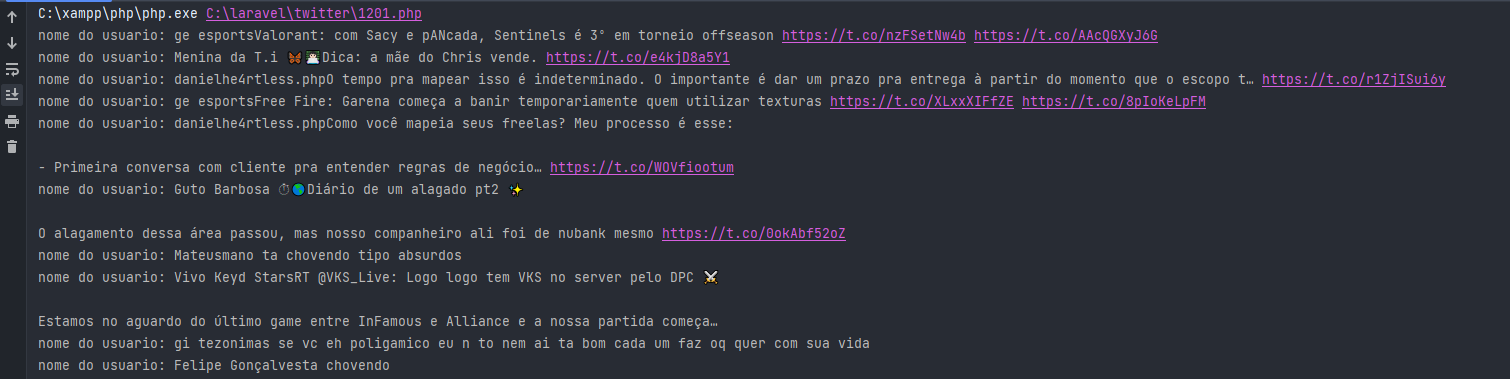 C:\xampp\php\php.exe C:\laravel\twitter\1201.php
nome do usuario: ge esportsValorant: com Sacy e pANcada, Sentinels é 3° em torneio offseason https://t.co/nzFSetNw4b https://t.co/AAcQGXyJ6G
nome do usuario: Menina da T.i 🦋👩🏻‍💻Dica: a mãe do Chris vende. https://t.co/e4kjD8a5Y1
nome do usuario: danielhe4rtless.phpO tempo pra mapear isso é indeterminado. O importante é dar um prazo pra entrega à partir do momento que o escopo t… https://t.co/r1ZjISui6y
nome do usuario: ge esportsFree Fire: Garena começa a banir temporariamente quem utilizar texturas https://t.co/XLxxXIFfZE https://t.co/8pIoKeLpFM
nome do usuario: danielhe4rtless.phpComo você mapeia seus freelas? Meu processo é esse:
- Primeira conversa com cliente pra entender regras de negócio… https://t.co/WOVfiootum
nome do usuario: Guto Barbosa ⏱🌎Diário de um alagado pt2 ✨
O alagamento dessa área passou, mas nosso companheiro ali foi de nubank mesmo https://t.co/0okAbf52oZ
nome do usuario: Mateusmano ta chovendo tipo absurdos
nome do usuario: Vivo Keyd StarsRT @VKS_Live: Logo logo tem VKS no server pelo DPC ⚔
Estamos no aguardo do último game entre InFamous e Alliance e a nossa partida começa…
nome do usuario: gi tezonimas se vc eh poligamico eu n to nem ai ta bom cada um faz oq quer com sua vida
nome do usuario: Felipe Gonçalvesta chovendo